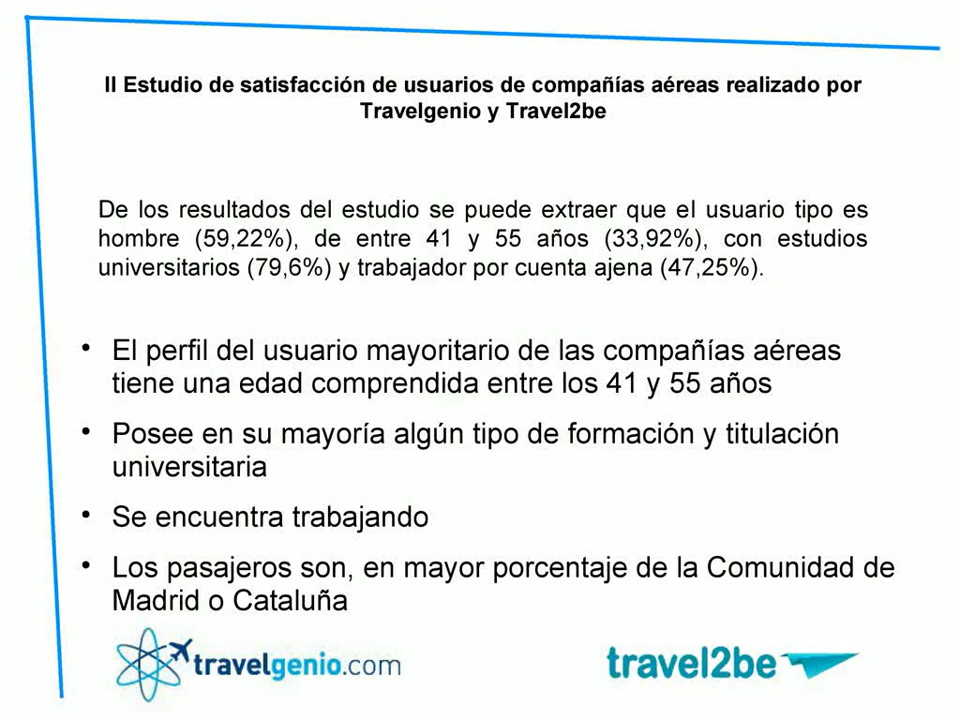 II Estudio de satisfacción de usuarios de compañías aéreas realizado por
Travelgenio y Travel2be
De los resultados del estudio se puede extraer que el usuario tipo es
hombre (59,22%), de entre 41 y 55 años (33,92%), con estudios
universitarios (79,6%) y trabajador por cuenta ajena (47,25%).
• El perfil del usuario mayoritario de las compañías aéreas
tiene una edad comprendida entre los 41 y 55 años
• Posee en su mayoría algún tipo de formación y titulación
universitaria
• Se encuentra trabajando
• Los pasajeros son, en mayor porcentaje de la Comunidad de
Madrid o Cataluña
travelgenio.com
travel2be